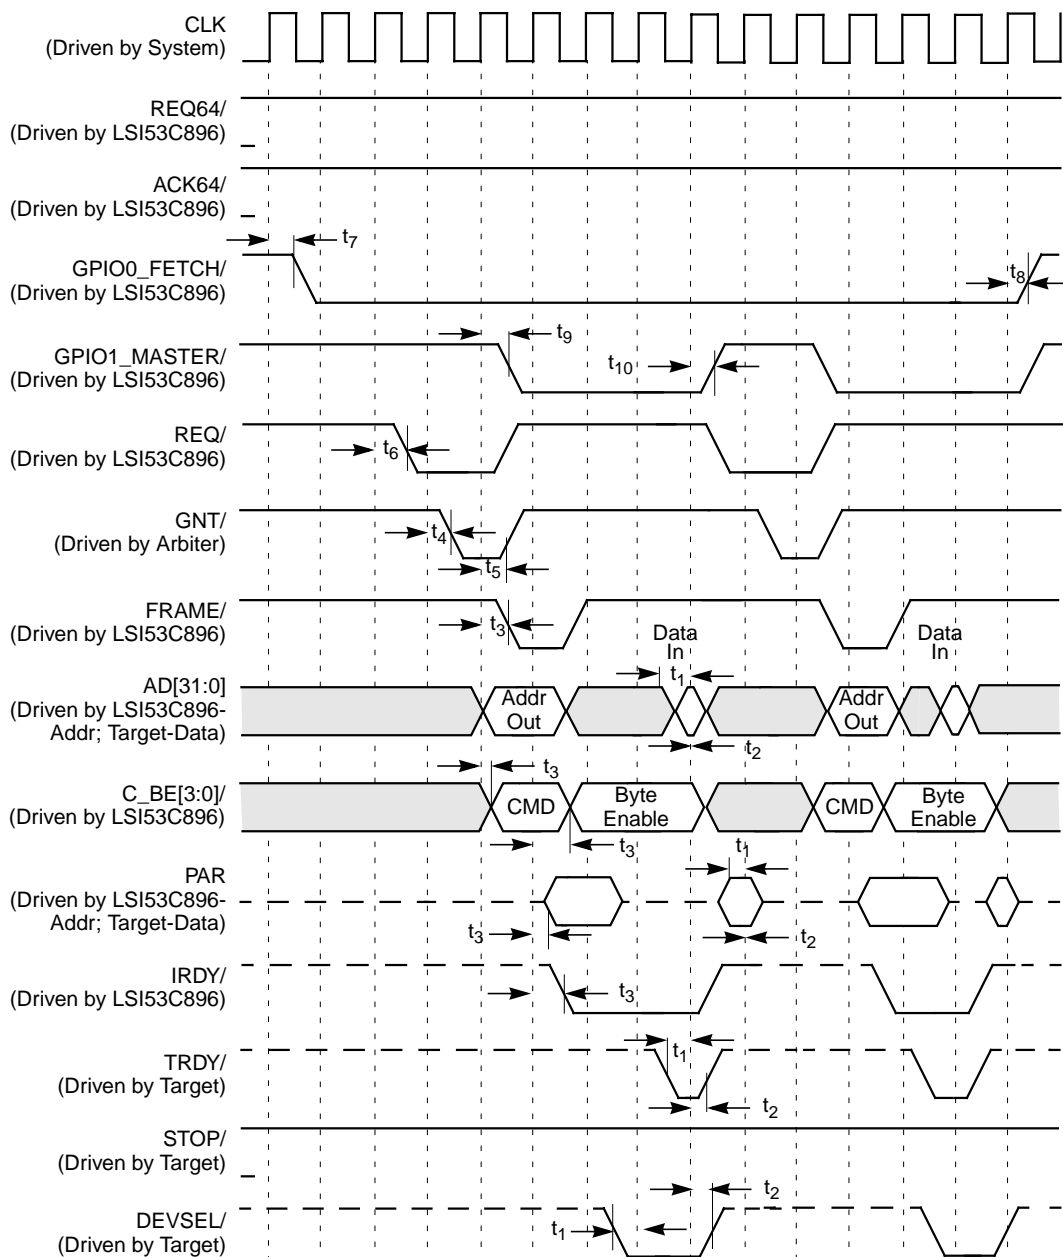 CLK
(Driven by System)
REQ64/
(Driven by LSI53C896)
ACK64/
(Driven by LSI53C896)
t7
GPIO0_FETCH/
(Driven by LSI53C896)
t8
t9
GPIO1_MASTER/
(Driven by LSI53C896)
t10
REQ/
(Driven by LSI53C896)
t6
GNT/
(Driven by Arbiter)
t4
t5
FRAME/
(Driven by LSI53C896)
t3
Data
In
Data
In
AD[31:0]
(Driven by LSI53C896-
Addr; Target-Data)
Addr
Out
t1
Addr
Out
t2
t3
C_BE[3:0]/
(Driven by LSI53C896)
CMD
Byte
Enable
CMD
Byte
Enable
t3
t1
PAR
(Driven by LSI53C896-
Addr; Target-Data)
t3
t2
IRDY/
(Driven by LSI53C896)
t3
t1
TRDY/
(Driven by Target)
t2
STOP/
(Driven by Target)
t2
DEVSEL/
(Driven by Target)
t1